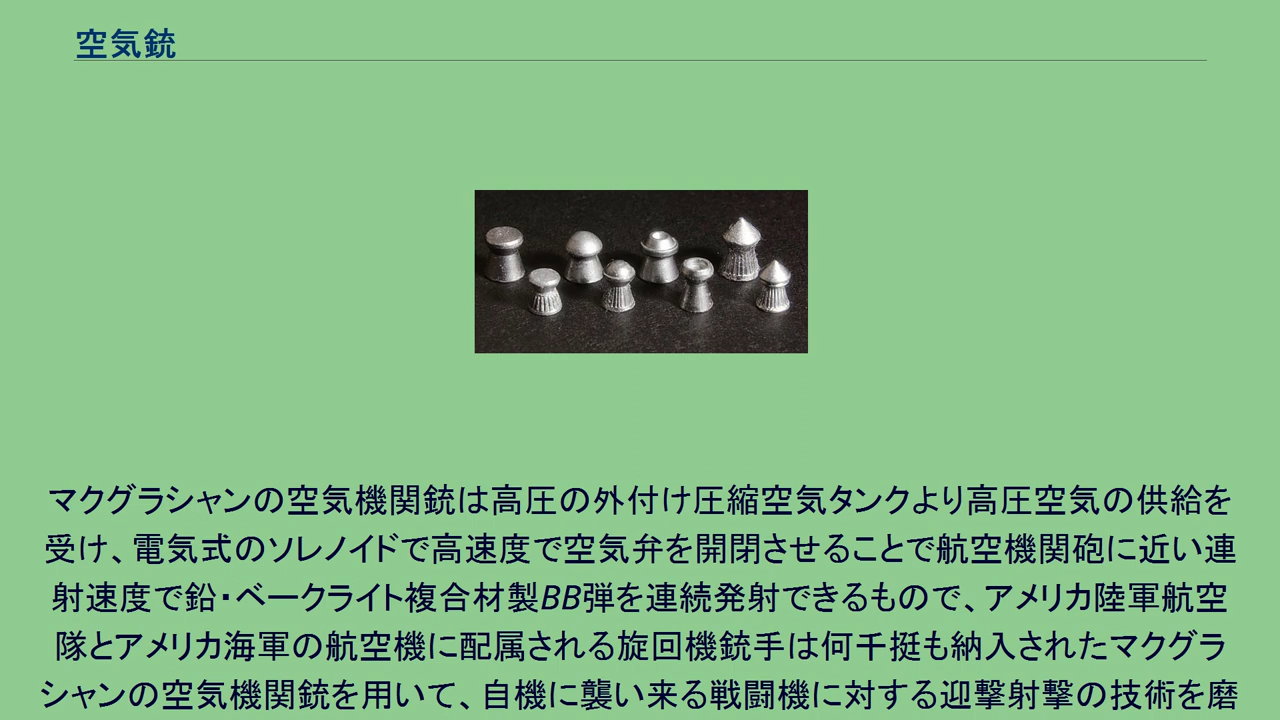 空気銃
マクグラシャンの空気機関銃は高圧の外付け圧縮空気タンクより高圧空気の供給を
受け、電気式のソレノイドで高速度で空気弁を開閉させることで航空機関砲に近い連
射速度で鉛・ベークライト複合材製BB弾を連続発射できるもので、アメリカ陸軍航空
隊とアメリカ海軍の航空機に配属される旋回機銃手は何千挺も納入されたマクグラ
シャンの空気機関銃を用いて、自機に襲い来る戦闘機に対する迎撃射撃の技術を磨